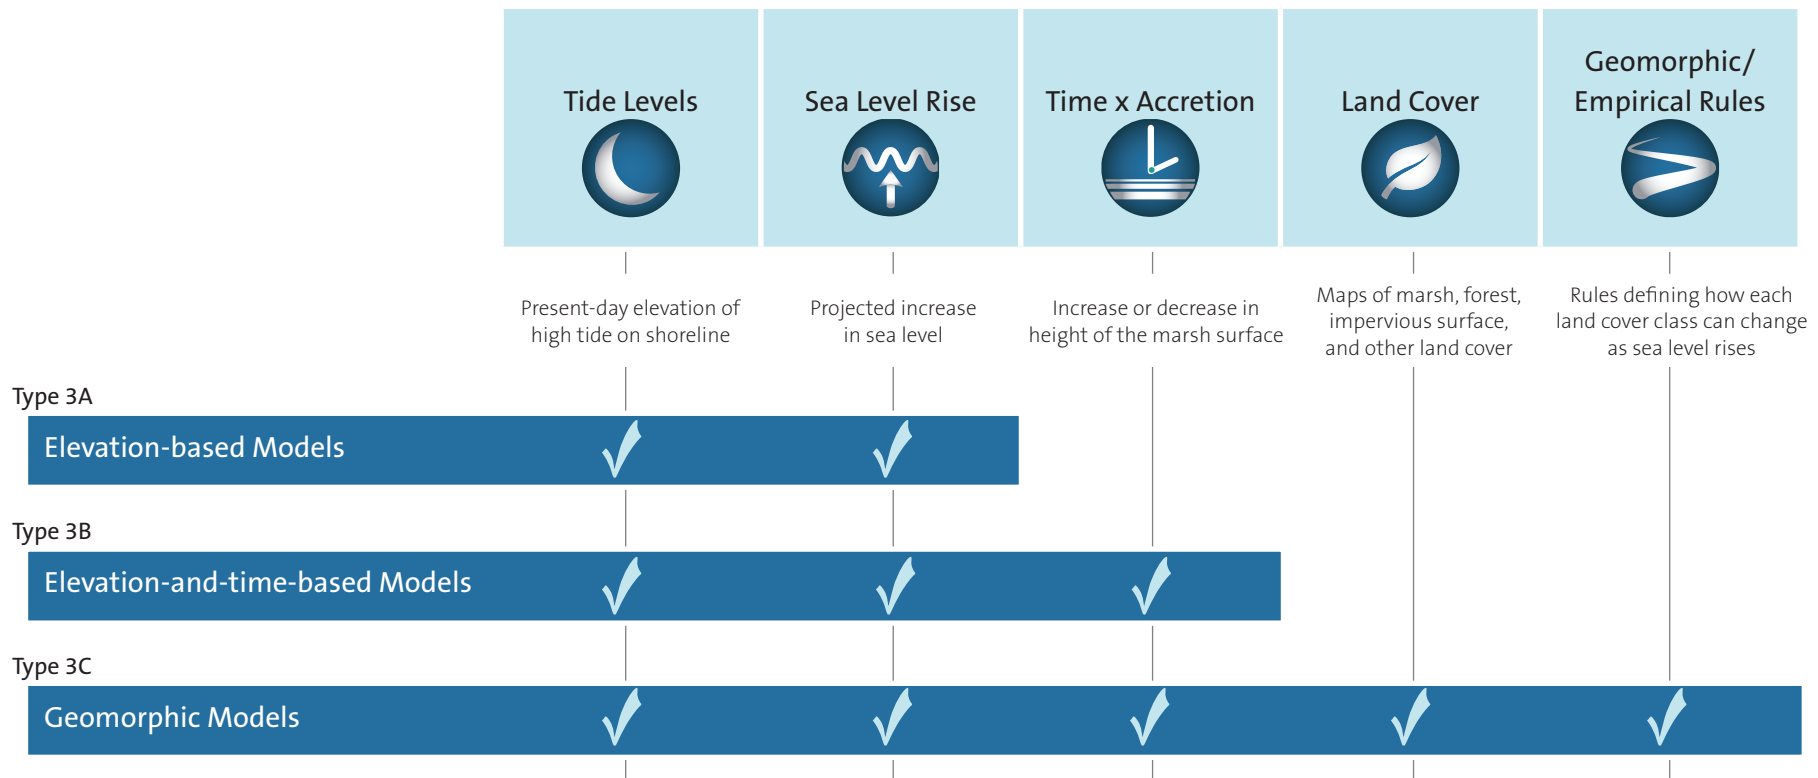 Tide Levels
Sea Level Rise
Time x Accretion
Land Cover
Geomorphic/
Empirical Rules
Present-day elevation of
high tide on shoreline
Projected increase
in sea level
Increase or decrease in
height of the marsh surface
Maps of marsh, forest,
impervious surface,
and other land cover
Rules defining how each
land cover class can change
as sea level rises
Type 3A
Elevation-based Models
Type 3B
Elevation-and-time-based Models
Type 3C
Geomorphic Models